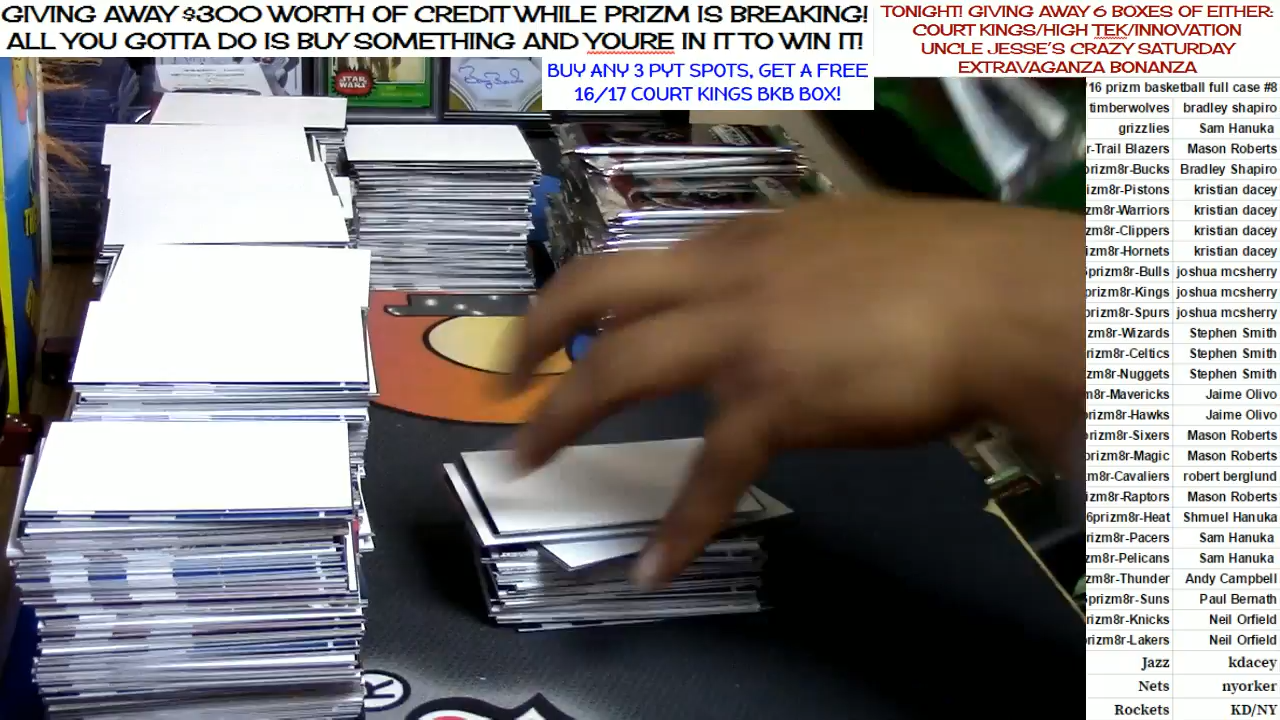 GIVING AWAY $300 WORTH OF CREDIT WHILE PRIZM IS BREAKING!
ALL YOU GOTTA DO IS BUY SOMETHING AND YOURE IN IT TO WIN IT!
BUY ANY 3 PYT SPOTS, GET A FREE
16/17 COURT KINGS BKB BOX!
TONIGHT! GIVING AWAY 6 BOXES OF EITHER:
COURT KINGS/HIGH TEK/INNOVATION
UNCLE JESSE'S CRAZY SATURDAY
EXTRAVAGANZA BONANZA
'16 prizm basketball full case #8
timberwolves bradley shapiro
grizzlies Sam Hanuka
r-Trail Blazers Mason Roberts
prizm8r-Bucks Bradley Shapiro
izm8r-Pistons kristian dacey
zm8r-Warriors kristian dacey
zm8r-Clippers kristian dacey
zm8r-Hornets kristian dacey
5prizm8r-Bulls joshua mcsherry
prizm8r-Kings joshua mcsherry
prizm8r-Spurs joshua mcsherry
zm8r-Wizards Stephen Smith
rizm8r-Celtics Stephen Smith
zm8r-Nuggets Stephen Smith
m8r-Mavericks Jaime Olivo
prizm8r-Hawks Jaime Olivo
prizm8r-Sixers Mason Roberts
prizm8r-Magic Mason Roberts
zm8r-Cavaliers robert berglund
izm8r-Raptors Mason Roberts
6prizm8r-Heat Shmuel Hanuka
rizm8r-Pacers Sam Hanuka
zm8r-Pelicans Sam Hanuka
zm8r-Thunder Andy Campbell
5prizm8r-Suns Paul Bernath
rizm8r-Knicks Neil Orfield
rizm8r-Lakers Neil Orfield
Jazz kdacey
Nets nyorker
Rockets KD/NY
STAR WARS
R